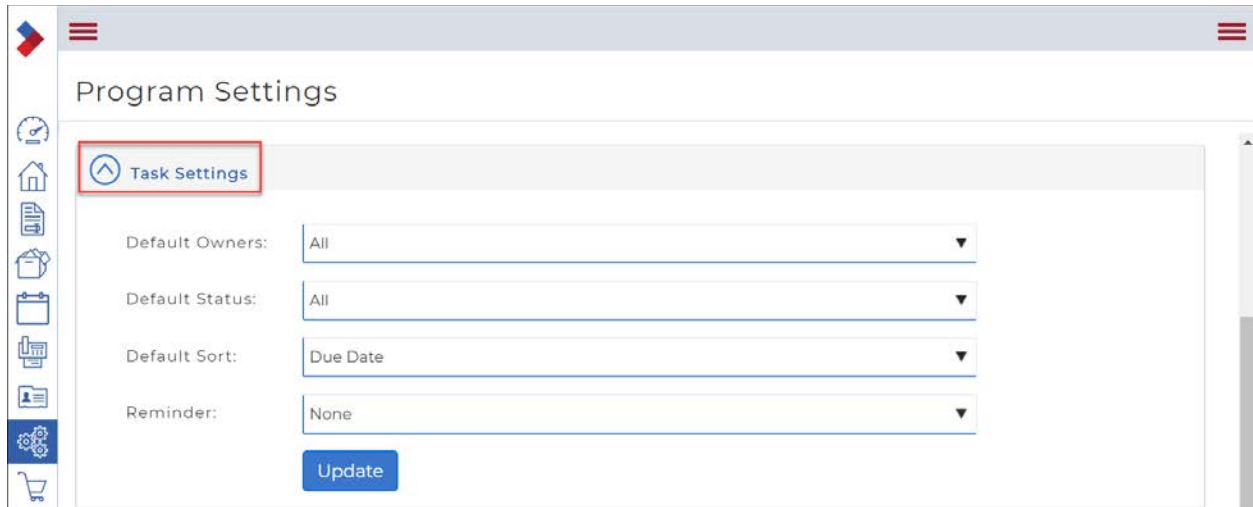 Program Settings
Task Settings
Default Owners: All
Default Status: All
Default Sort: Due Date
Reminder: None
Update